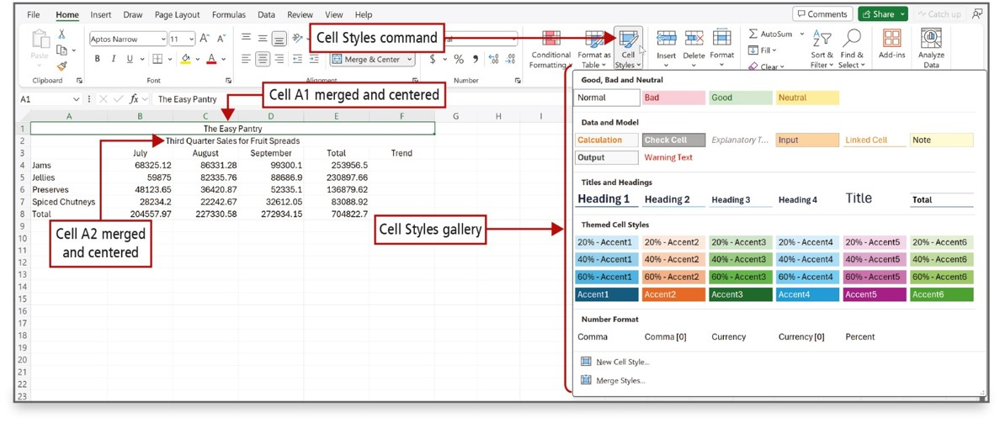 File Home Insert Draw Page Layout Formulas Data Review View Help Comments Share Catch up
Paste
Aptos Narrow 11 A^ A˅
B I U A
Merge & Center
Cell Styles command
$ % 9
Conditional Formatting
Format as Table
Cell Styles
Insert Delete Format
AutoSum
Fill
Clear
Sort & Filter
Find & Select
Add-ins
Analyze Data
Clipboard Font Alignment Number
A1 fx The Easy Pantry
Cell A1 merged and centered
A B C D E F G H I
1 The Easy Pantry
2 Third Quarter Sales for Fruit Spreads
3 July August September Total Trend
4 Jams 68325.12 86331.28 99300.1 253956.5
5 Jellies 59875 82335.76 88686.9 230897.66
6 Preserves 48123.65 36420.87 52335.1 136879.62
7 Spiced Chutneys 28234.2 22242.67 32612.05 83088.92
8 Total 204557.97 227330.58 272934.15 704822.7
9
10
11
12
13
14
15
16
17
18
19
20
21
22
23
Cell A2 merged
and centered
Cell Styles gallery
Good, Bad and Neutral
Normal Bad Good Neutral
Data and Model
Calculation Check Cell Explanatory T... Input Linked Cell Note
Output Warning Text
Titles and Headings
Heading 1 Heading 2 Heading 3 Heading 4 Title Total
Themed Cell Styles
20% - Accent1 20% - Accent2 20% - Accent3 20% - Accent4 20% - Accent5 20% - Accent6
40% - Accent1 40% - Accent2 40% - Accent3 40% - Accent4 40% - Accent5 40% - Accent6
60% - Accent1 60% - Accent2 60% - Accent3 60% - Accent4 60% - Accent5 60% - Accent6
Accent1 Accent2 Accent3 Accent4 Accent5 Accent6
Number Format
Comma Comma [0] Currency Currency [0] Percent
New Cell Style...
Merge Styles...